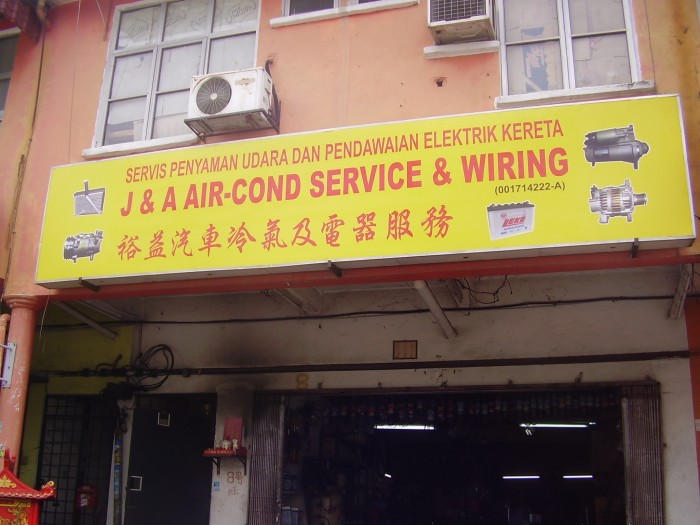 SERVIS PENYAMAN UDARA DAN PENDAWAIAN ELEKTRIK KERETA
J & A AIR-COND SERVICE & WIRING
(001714222-A)
裕益汽車冷氣及電器服務
8